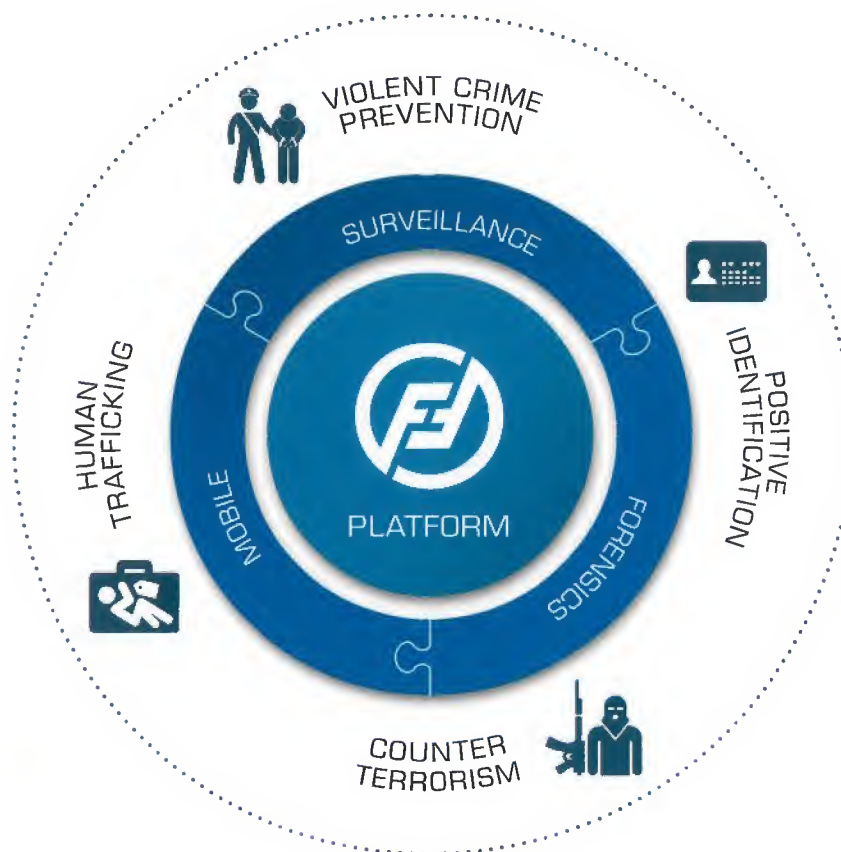 VIOLENT CRIME
PREVENTION
SURVEILLANCE
POSITIVE
IDENTIFICATION
HUMAN
TRAFFICKING
MOBILE
PLATFORM
FORENSICS
COUNTER
TERRORISM